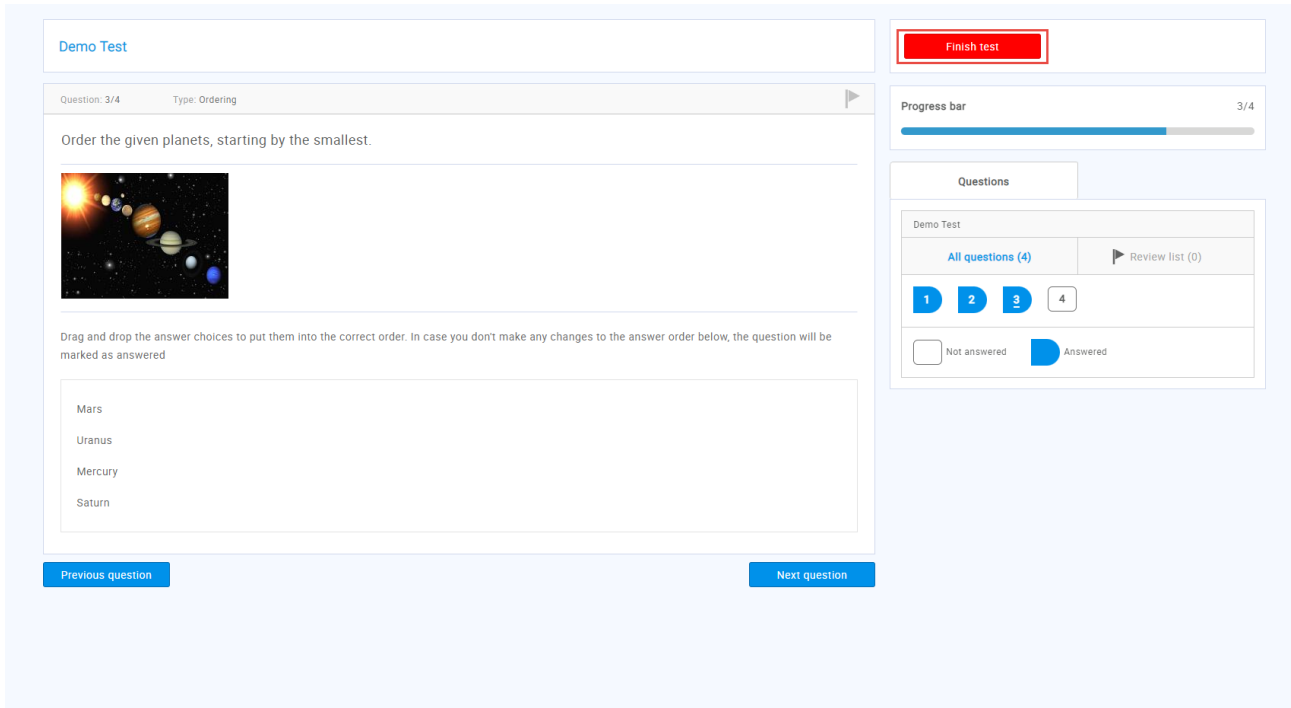 Demo Test
Finish test
Question: 3/4 Type: Ordering
Order the given planets, starting by the smallest.
Drag and drop the answer choices to put them into the correct order. In case you don't make any changes to the answer order below, the question will be
marked as answered
Mars
Uranus
Mercury
Saturn
Previous question
Next question
Progress bar 3/4
Questions
Demo Test
All questions (4) Review list (0)
1 2 3 4
Not answered Answered